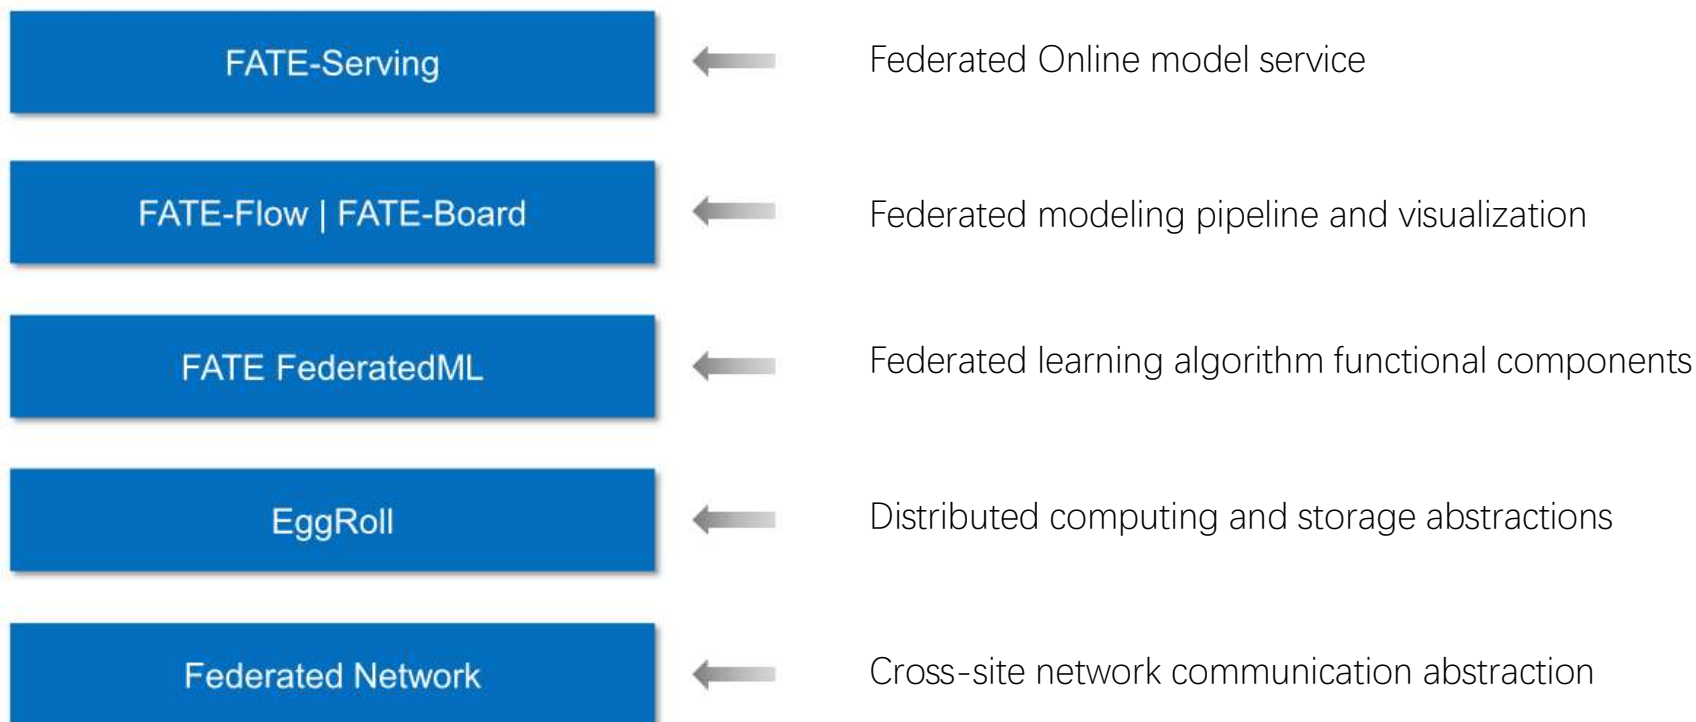 FATE-Serving
Federated Online model service
FATE-Flow | FATE-Board
Federated modeling pipeline and visualization
FATE FederatedML
Federated learning algorithm functional components
EggRoll
Distributed computing and storage abstractions
Federated Network
Cross-site network communication abstraction